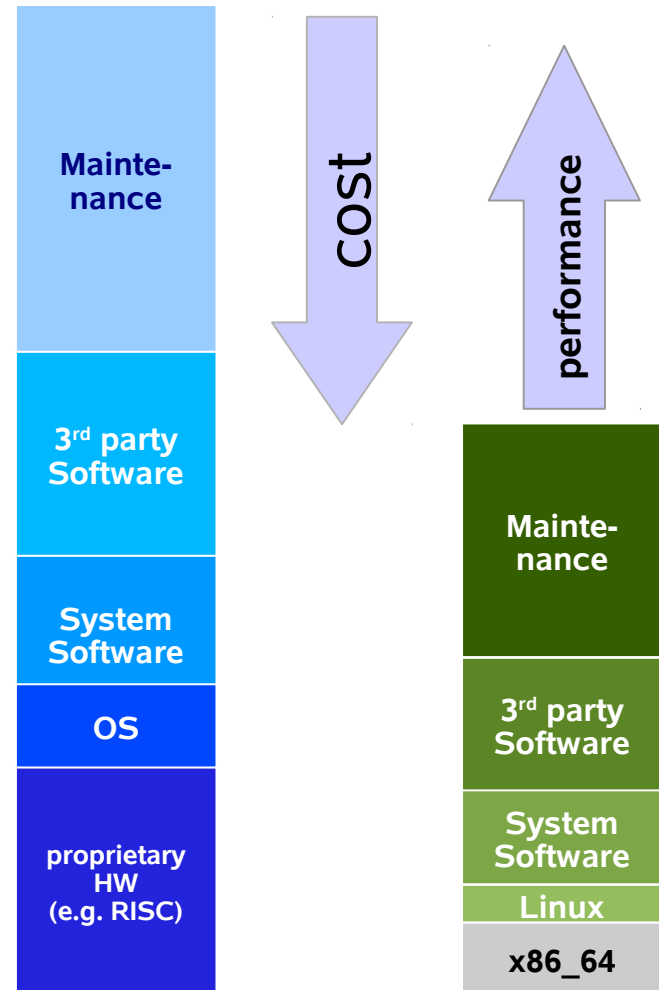 Mainte-
nance
3rd party
Software
System
Software
OS
proprietary
HW
(e.g. RISC)
cost
performance
Mainte-
nance
3rd party
Software
System
Software
Linux
x86_64